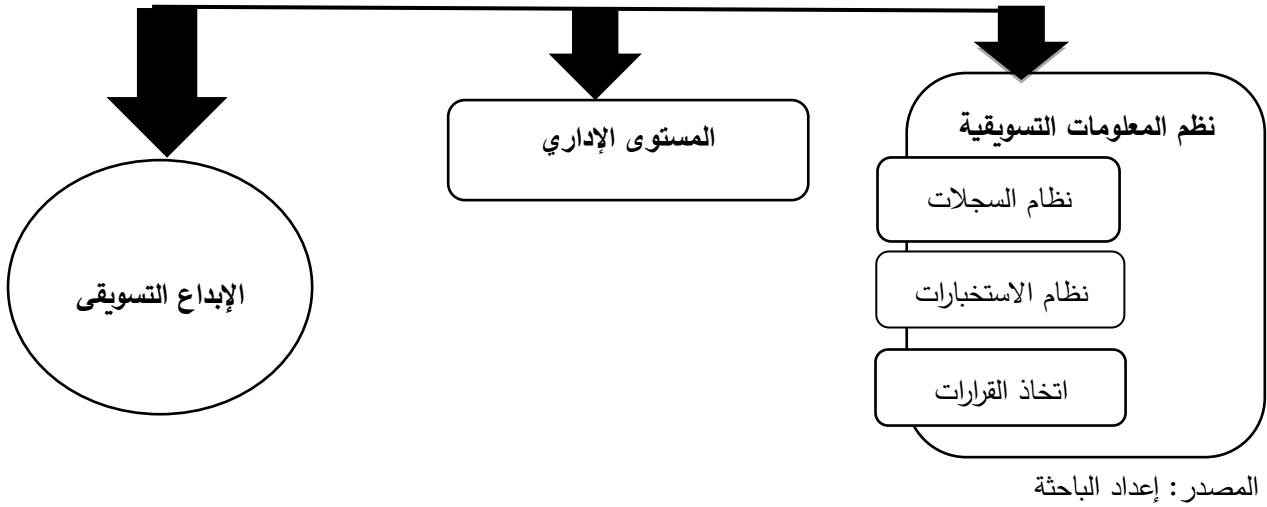 نظم المعلومات التسويقية
نظام السجلات
نظام الاستخبارات
اتخاذ القرارات
المستوى الإداري
الإبداع التسويقى
المصدر: إعداد الباحثة